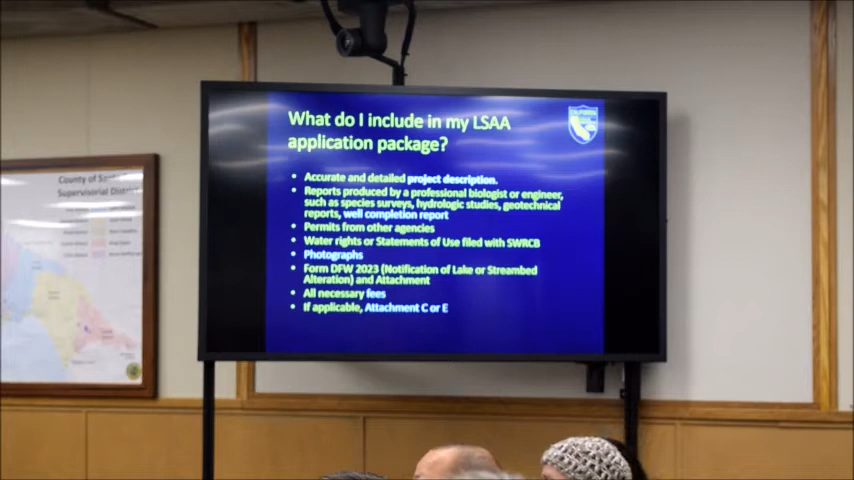 What do I include in my LSAA
application package?
• Accurate and detailed project description.
• Reports produced by a professional biologist or engineer,
such as species surveys, hydrologic studies, geotechnical
reports, well completion report
• Permits from other agencies
• Water rights or Statements of Use filed with SWRCB
• Photographs
• Form DFW 2023 (Notification of Lake or Streambed
Alteration) and Attachment
• All necessary fees
• If applicable, Attachment C or E
CALIFORNIA
County of
Supervisorial